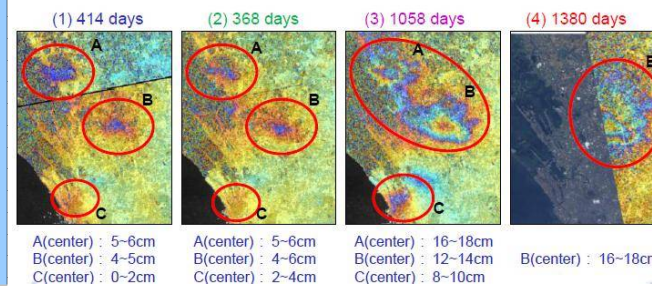 (1) 414 days
(2) 368 days
(3) 1058 days
(4) 1380 days
A
B
C
A
B
C
A
B
C
B
A(center) : 5~6cm
B(center) : 4~5cm
C(center) : 0~2cm
A(center) : 5~6cm
B(center) : 4~6cm
C(center) : 2~4cm
A(center) : 16~18cm
B(center) : 12~14cm
C(center) : 8~10cm
B(center) : 16~18c